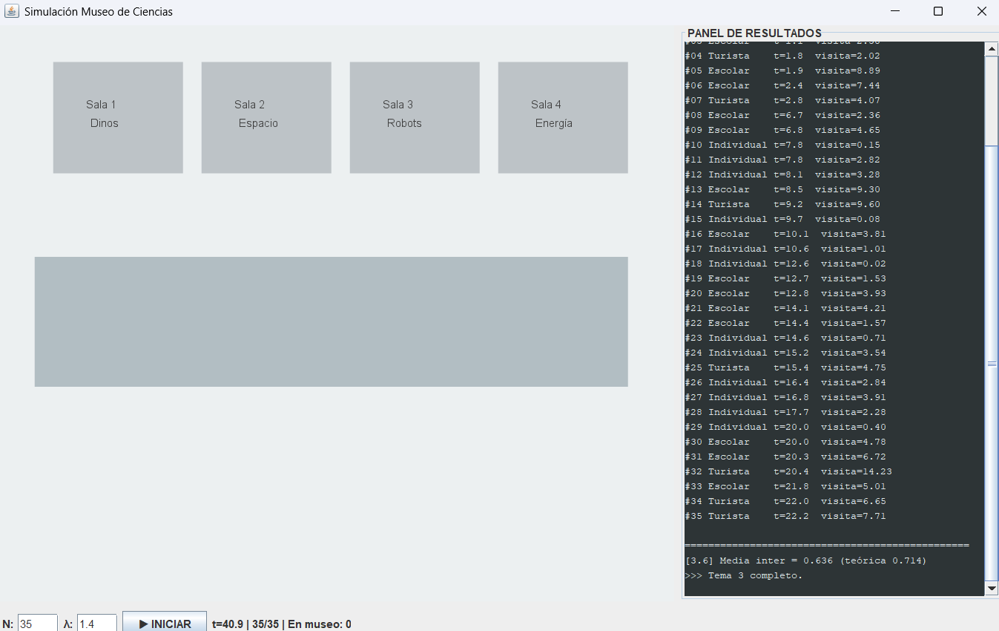 Simulación Museo de Ciencias
PANEL DE RESULTADOS
Sala 1
Dinos
Sala 2
Espacio
Sala 3
Robots
Sala 4
Energía
#04 Turista t=1.8 visita=2.02
#05 Escolar t=1.9 visita=8.89
#06 Escolar t=2.4 visita=7.44
#07 Turista t=2.8 visita=4.07
#08 Escolar t=6.7 visita=2.36
#09 Escolar t=6.8 visita=4.65
#10 Individual t=7.8 visita=0.15
#11 Individual t=7.8 visita=2.82
#12 Individual t=8.1 visita=3.28
#13 Escolar t=8.5 visita=9.30
#14 Turista t=9.2 visita=9.60
#15 Individual t=9.7 visita=0.08
#16 Escolar t=10.1 visita=3.81
#17 Individual t=10.6 visita=1.01
#18 Individual t=12.6 visita=0.02
#19 Escolar t=12.7 visita=1.53
#20 Escolar t=12.8 visita=3.93
#21 Escolar t=14.1 visita=4.21
#22 Escolar t=14.4 visita=1.57
#23 Individual t=14.6 visita=0.71
#24 Individual t=15.2 visita=3.54
#25 Turista t=15.4 visita=4.75
#26 Individual t=16.4 visita=2.84
#27 Individual t=16.8 visita=3.91
#28 Individual t=17.7 visita=2.28
#29 Individual t=20.0 visita=0.40
#30 Escolar t=20.0 visita=4.78
#31 Escolar t=20.3 visita=6.72
#32 Turista t=20.4 visita=14.23
#33 Escolar t=21.8 visita=5.01
#34 Turista t=22.0 visita=6.65
#35 Turista t=22.2 visita=7.71
================================================
[3.6] Media inter = 0.636 (teórica 0.714)
>>> Tema 3 completo.
N: 35 λ: 1.4 ▶ INICIAR t=40.9 | 35/35 | En museo: 0